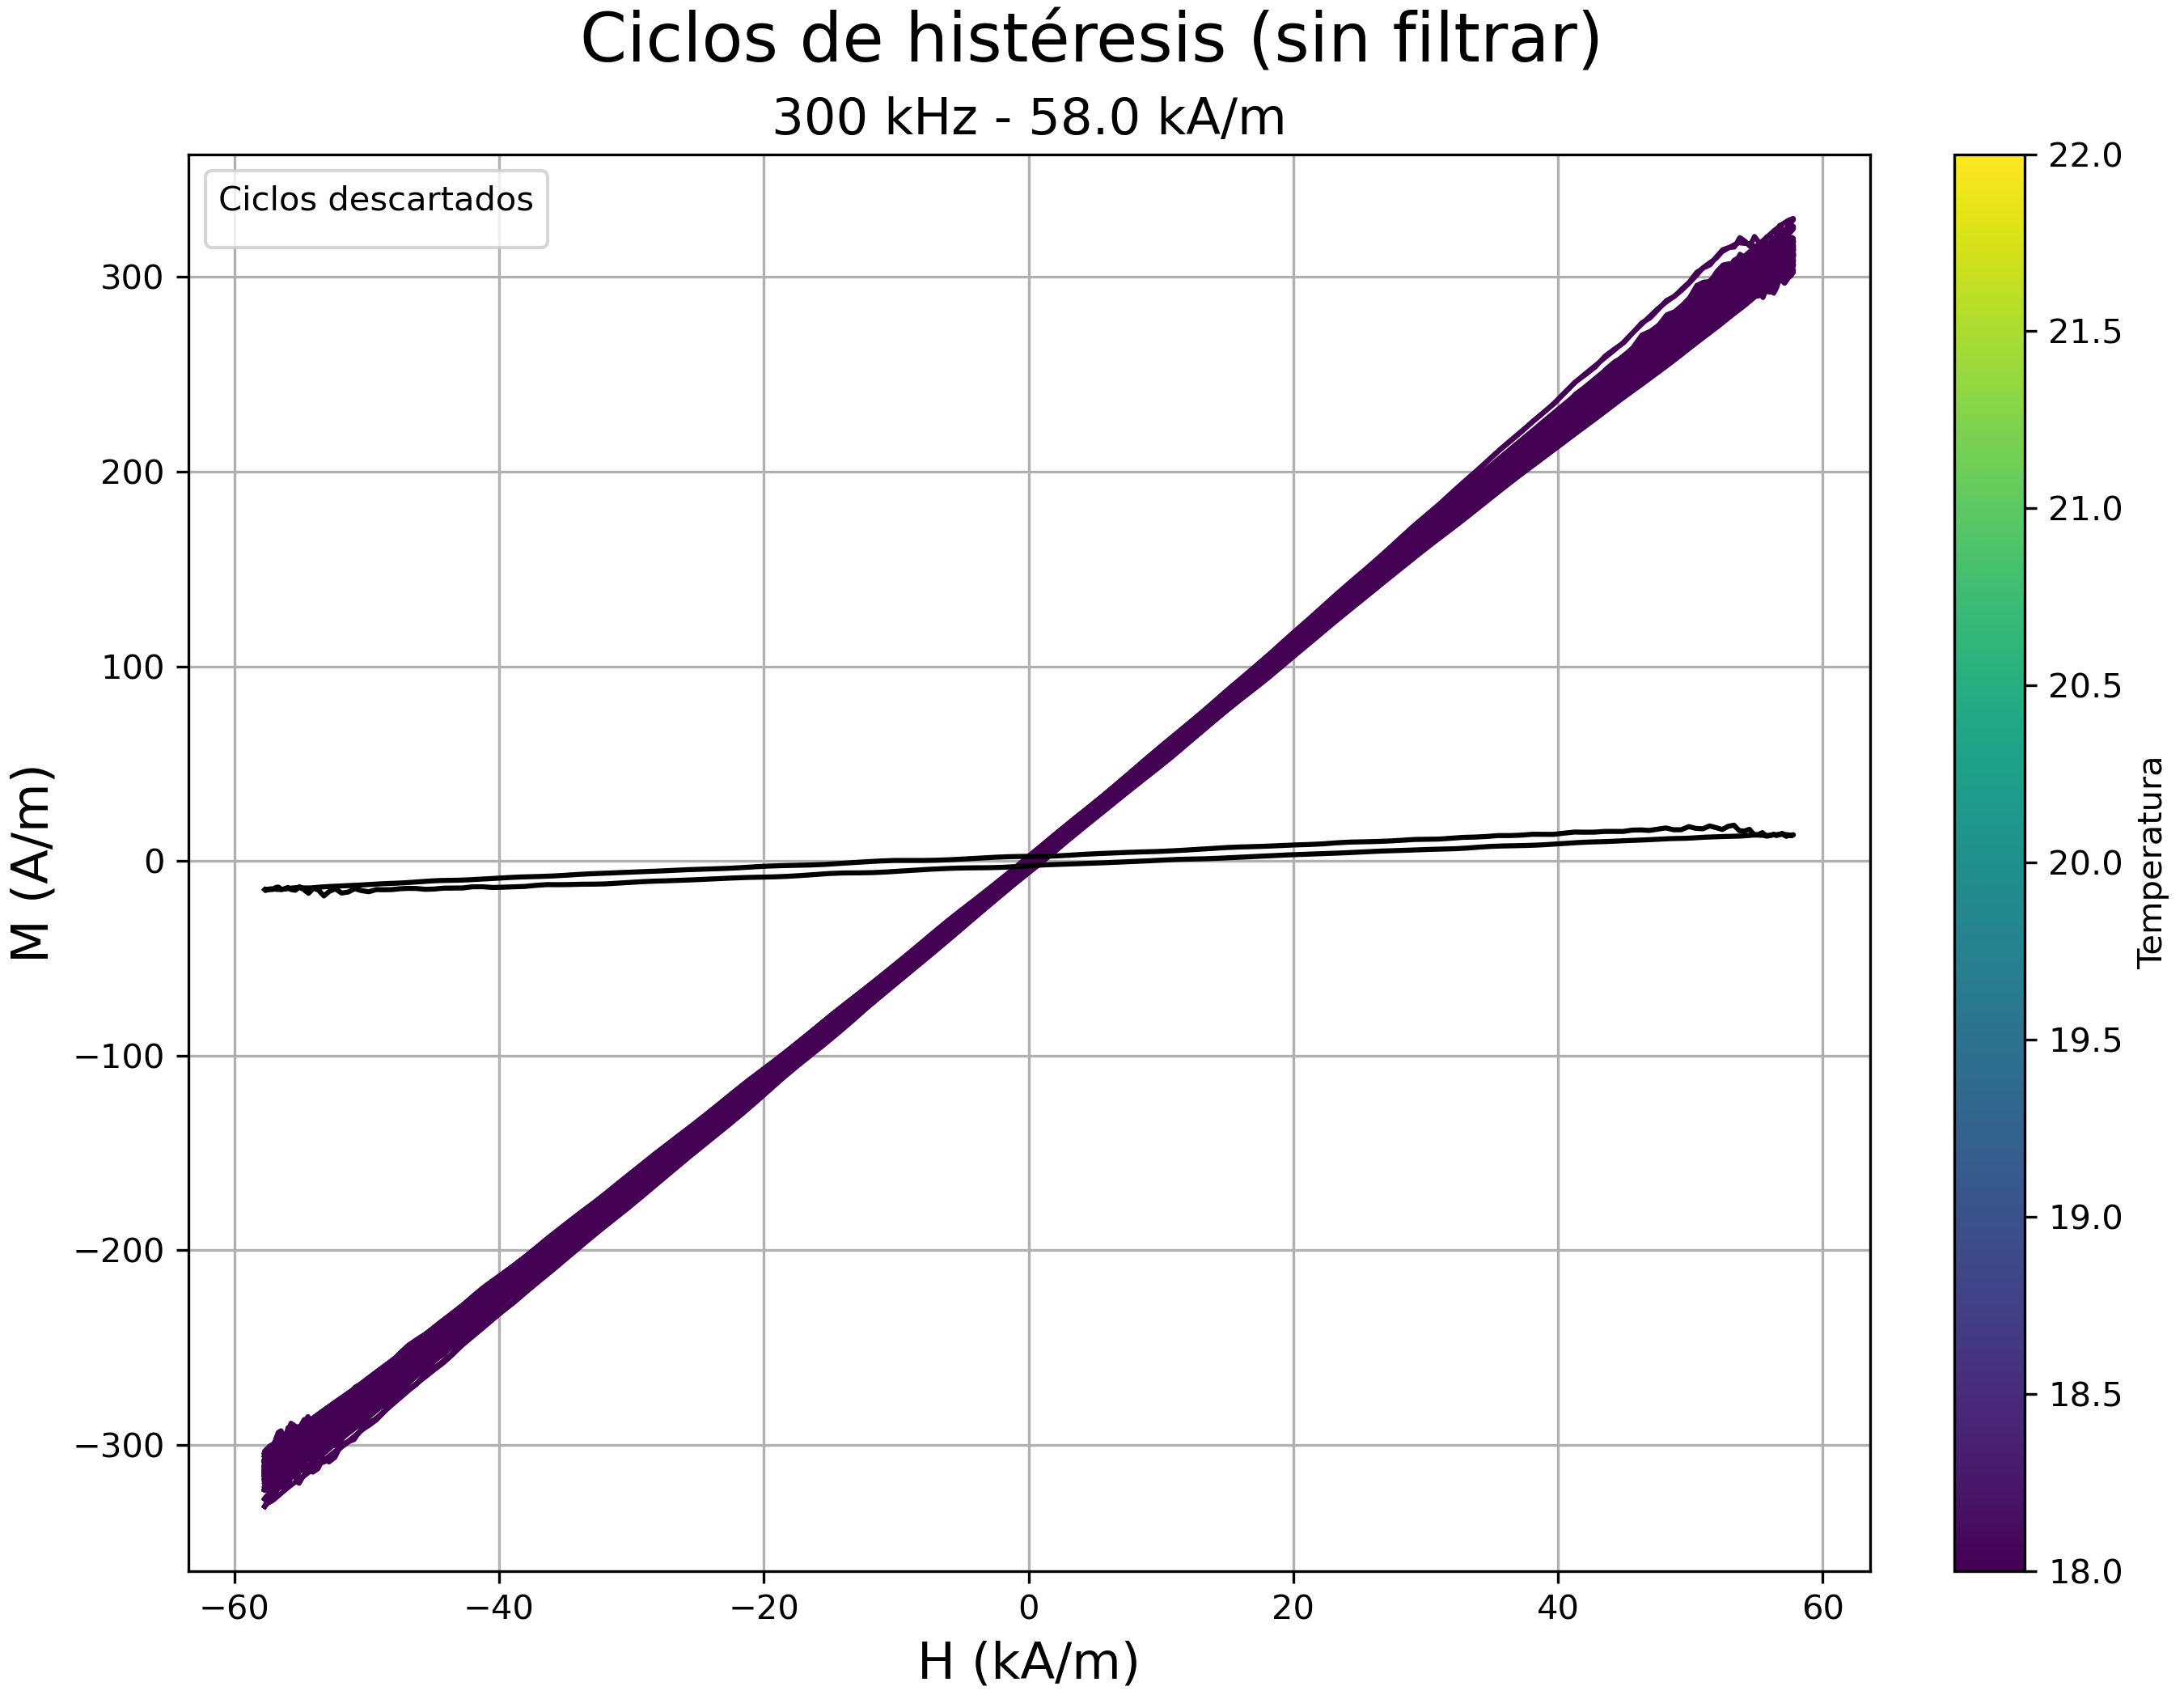 Ciclos de histéresis (sin filtrar)
300 kHz - 58.0 kA/m
Ciclos descartados
M (A/m)
300
200
100
0
−100
−200
−300
−60 −40 −20 0 20 40 60
H (kA/m)
22.0
21.5
21.0
20.5
20.0
19.5
19.0
18.5
18.0
Temperatura